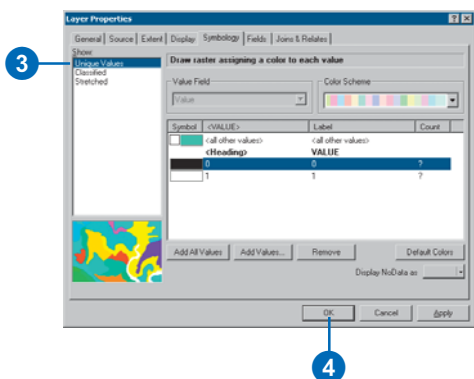 Layer Properties
General Source Extent Display Symbology Fields Joins & Relates
Show:
Unique Values
Classified
Stretched
Draw raster assigning a color to each value
Value Field
Value
Color Scheme
Symbol <VALUE> Label Count
<all other values> <all other values>
<Heading> VALUE
0 0 ?
1 1 ?
Add All Values Add Values... Remove Default Colors
Display NoData as
OK Cancel Apply
3
4